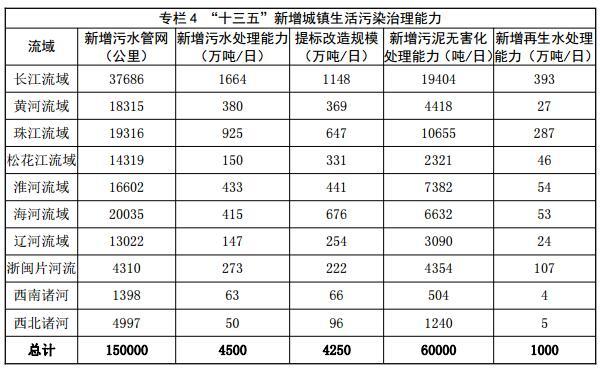 专栏 4 “十三五”新增城镇生活污染治理能力
流域 新增污水管网（公里） 新增污水处理能力（万吨/日） 提标改造规模（万吨/日） 新增污泥无害化处理能力（吨/日） 新增再生水处理能力（万吨/日）
长江流域 37686 1664 1148 19404 393
黄河流域 18315 380 369 4418 27
珠江流域 19316 925 647 10655 287
松花江流域 14319 150 331 2321 46
淮河流域 16602 433 441 7382 54
海河流域 20035 415 676 6632 53
辽河流域 13022 147 254 3090 24
浙闽片河流 4310 273 222 4354 107
西南诸河 1398 63 66 504 4
西北诸河 4997 50 96 1240 5
总计 150000 4500 4250 60000 1000